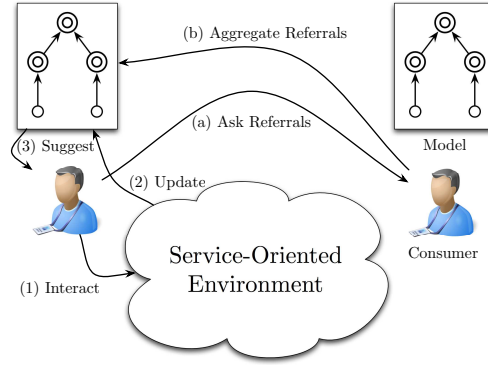 (b) Aggregate Referrals
(3) Suggest
(a) Ask Referrals
Model
(2) Update
Service-Oriented
Environment
Consumer
(1) Interact